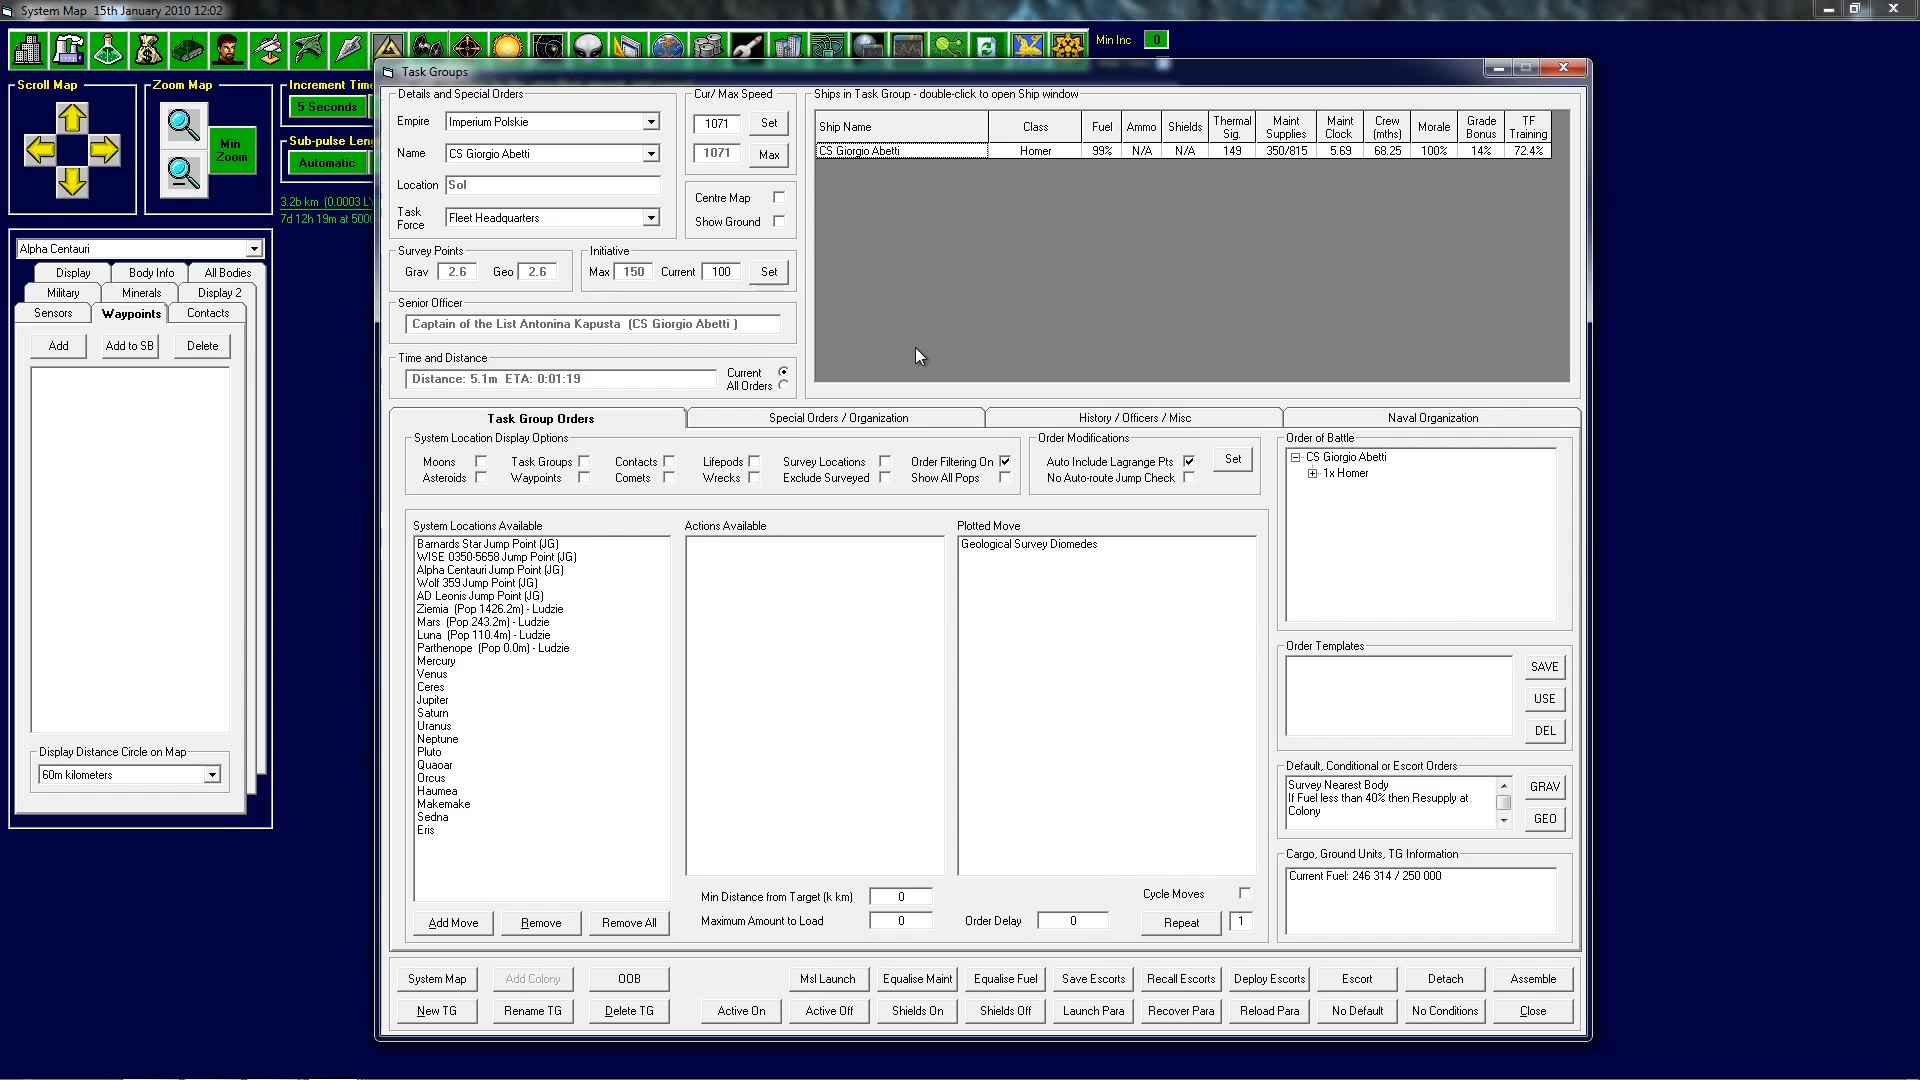 System Map 15th January 2010 12:02
Min Inc 0
Scroll Map
Zoom Map
Min Zoom
Increment Time
5 Seconds
Sub-pulse Leng
Automatic
3.2b km (0.0003 LY
7d 12h 19m at 5000
Alpha Centauri
Display Body Info All Bodies
Military Minerals Display 2
Sensors Waypoints Contacts
Add Add to SB Delete
Display Distance Circle on Map
60m kilometers
Task Groups
Details and Special Orders
Empire Imperium Polskie
Name CS Giorgio Abetti
Location Sol
Task Force Fleet Headquarters
Cur/ Max Speed
1071 Set
1071 Max
Centre Map
Show Ground
Survey Points
Grav 2.6 Geo 2.6
Initiative
Max 150 Current 100 Set
Senior Officer
Captain of the List Antonina Kapusta (CS Giorgio Abetti )
Time and Distance
Distance: 5.1m ETA: 0:01:19
Current
All Orders
Ships in Task Group - double-click to open Ship window
Ship Name Class Fuel Ammo Shields Thermal Sig. Maint Supplies Maint Clock Crew (mths) Morale Grade Bonus TF Training
CS Giorgio Abetti Homer 99% N/A N/A 149 350/815 5.69 68.25 100% 14% 72.4%
Task Group Orders Special Orders / Organization History / Officers / Misc Naval Organization
System Location Display Options
Moons Task Groups Contacts Lifepods Survey Locations Order Filtering On
Asteroids Waypoints Comets Wrecks Exclude Surveyed Show All Pops
Order Modifications
Auto Include Lagrange Pts Set
No Auto-route Jump Check
System Locations Available
Barnards Star Jump Point (JG)
WISE 0350-5658 Jump Point (JG)
Alpha Centauri Jump Point (JG)
Wolf 359 Jump Point (JG)
AD Leonis Jump Point (JG)
Ziemia (Pop 1426.2m) - Ludzie
Mars (Pop 243.2m) - Ludzie
Luna (Pop 110.4m) - Ludzie
Parthenope (Pop 0.0m) - Ludzie
Mercury
Venus
Ceres
Jupiter
Saturn
Uranus
Neptune
Pluto
Quaoar
Orcus
Haumea
Makemake
Sedna
Eris
Actions Available
Plotted Move
Geological Survey Diomedes
Add Move Remove Remove All
Min Distance from Target (k km) 0
Maximum Amount to Load 0
Order Delay 0
Cycle Moves
Repeat 1
Order of Battle
CS Giorgio Abetti
1x Homer
Order Templates
SAVE
USE
DEL
Default, Conditional or Escort Orders
Survey Nearest Body
If Fuel less than 40% then Resupply at
Colony
GRAV
GEO
Cargo, Ground Units, TG Information
Current Fuel: 246 314 / 250 000
System Map Add Colony OOB Msl Launch Equalise Maint Equalise Fuel Save Escorts Recall Escorts Deploy Escorts Escort Detach Assemble
New TG Rename TG Delete TG Active On Active Off Shields On Shields Off Launch Para Recover Para Reload Para No Default No Conditions Close